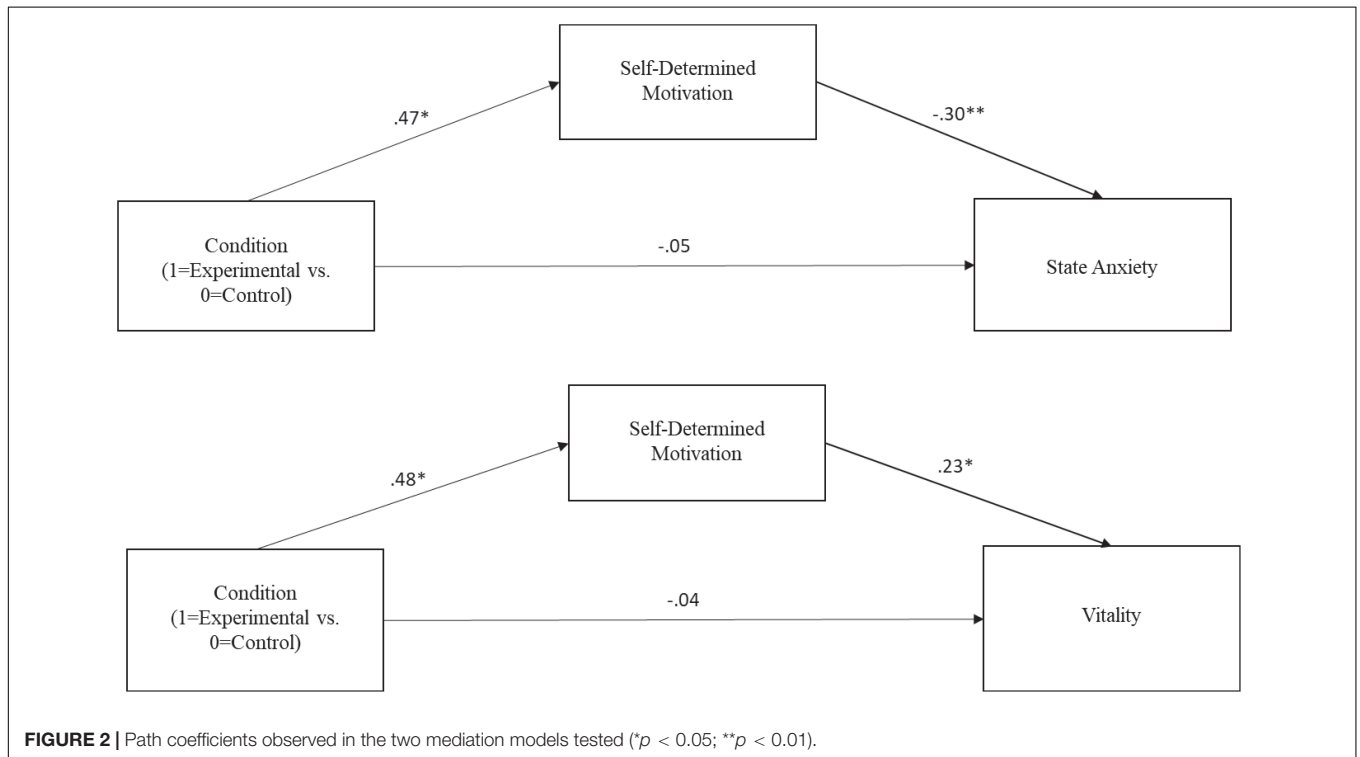 Self-Determined
Motivation
.47*
-.30**
Condition
(1=Experimental vs.
0=Control)
-.05
State Anxiety
Self-Determined
Motivation
.48*
.23*
Condition
(1=Experimental vs.
0=Control)
-.04
Vitality
FIGURE 2 | Path coefficients observed in the two mediation models tested (*p < 0.05; **p < 0.01).